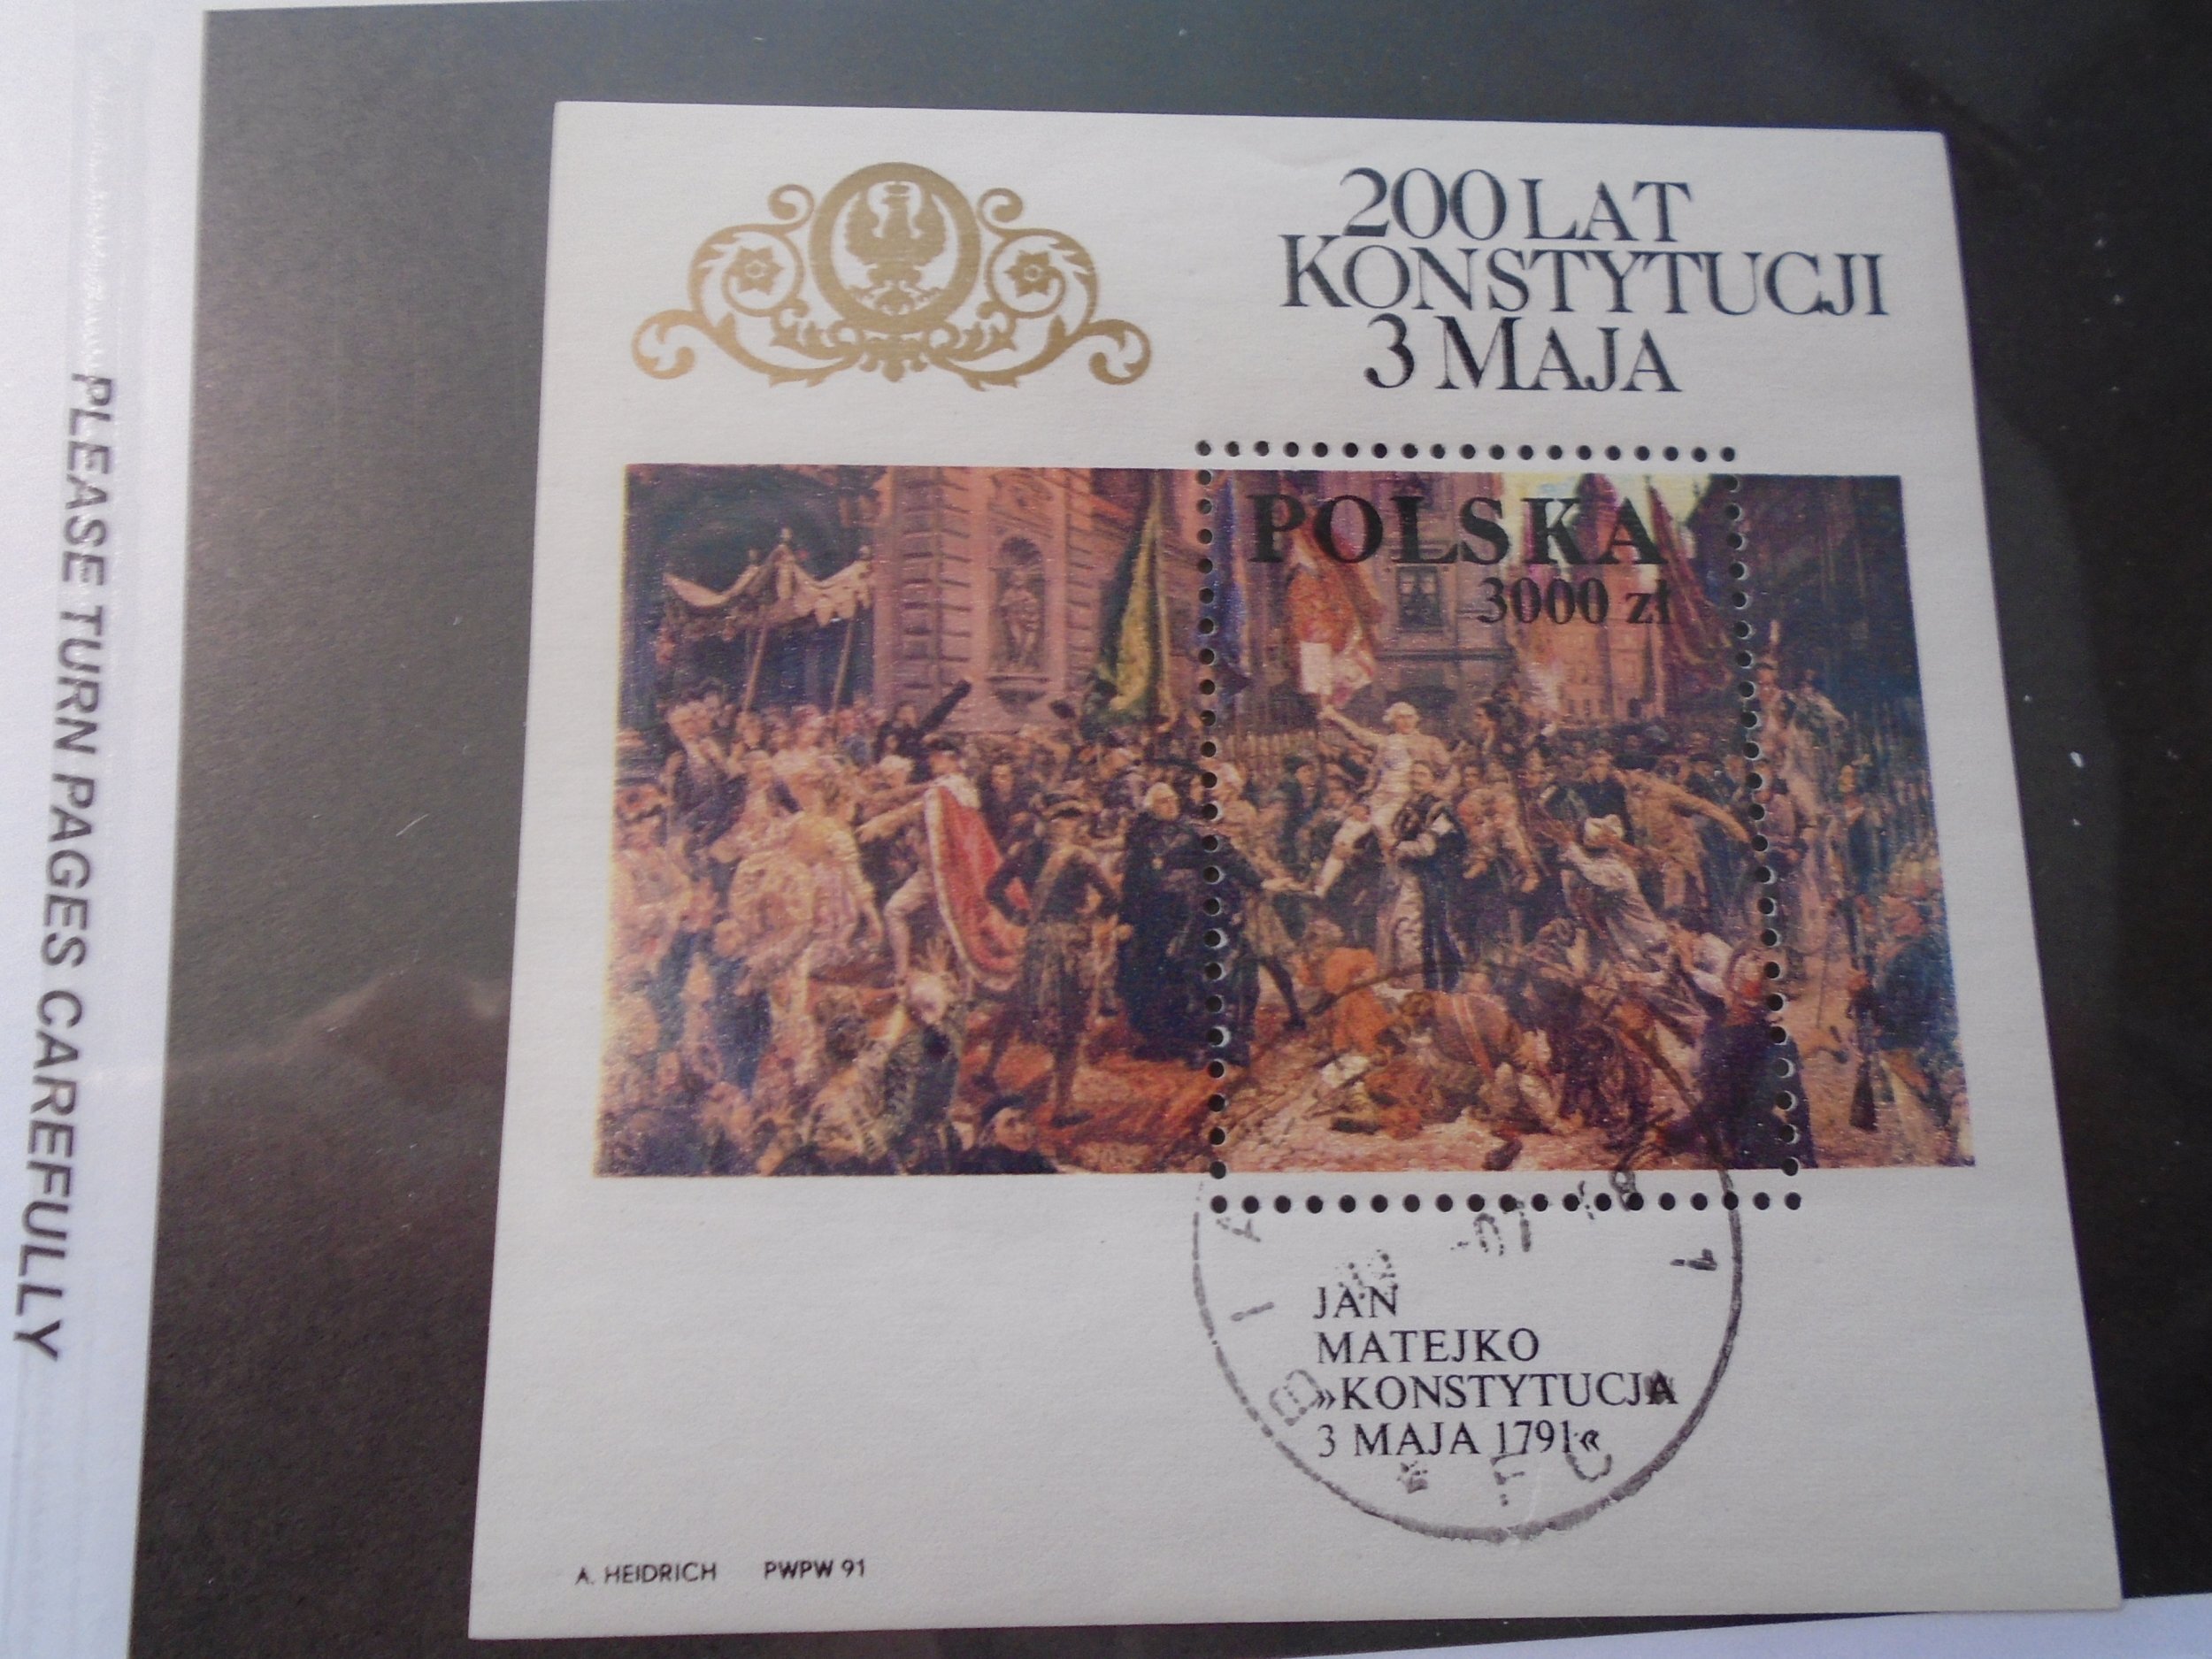 PLEASE TURN PAGES CAREFULLY
200 LAT
KONSTYTUCJI
3 MAJA
POLSKA
3000 zł
JAN
MATEJKO
»KONSTYTUCJA
3 MAJA 1791«
A. HEIDRICH PWPW 91